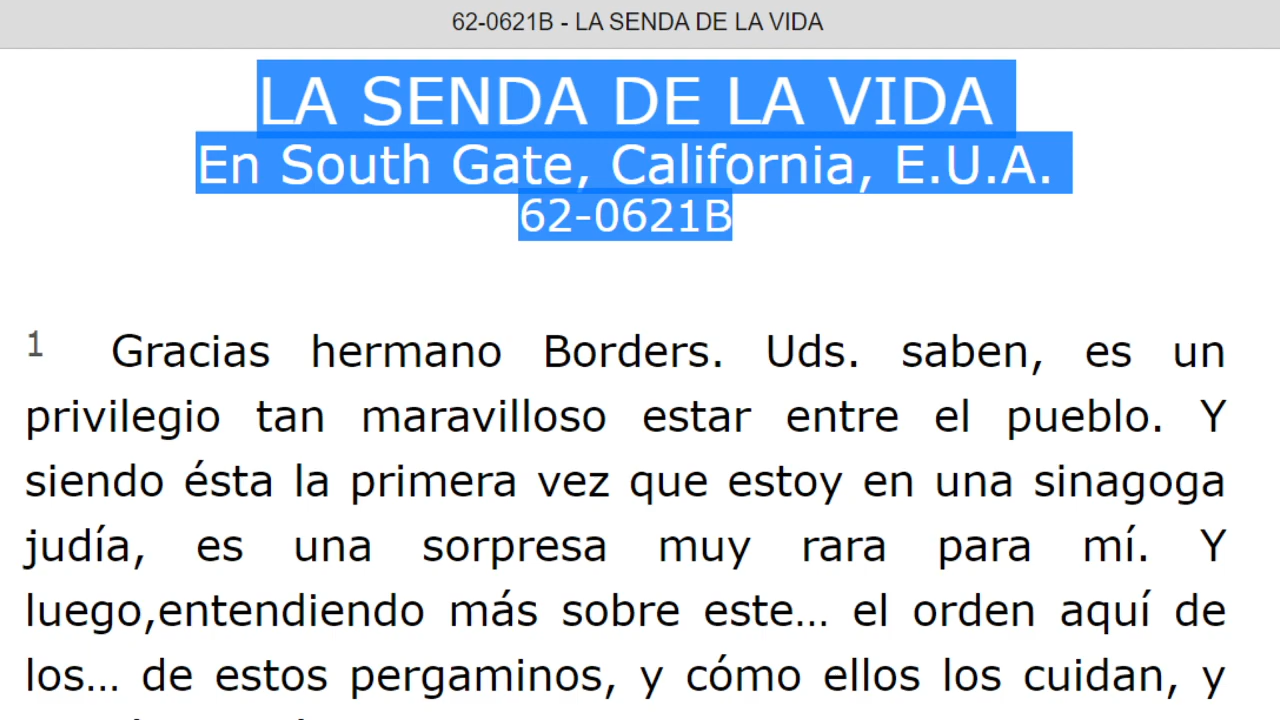 62-0621B - LA SENDA DE LA VIDA
LA SENDA DE LA VIDA
En South Gate, California, E.U.A.
62-0621B
1 Gracias hermano Borders. Uds. saben, es un
privilegio tan maravilloso estar entre el pueblo. Y
siendo ésta la primera vez que estoy en una sinagoga
judía, es una sorpresa muy rara para mí. Y
luego,entendiendo más sobre este… el orden aquí de
los… de estos pergaminos, y cómo ellos los cuidan, y